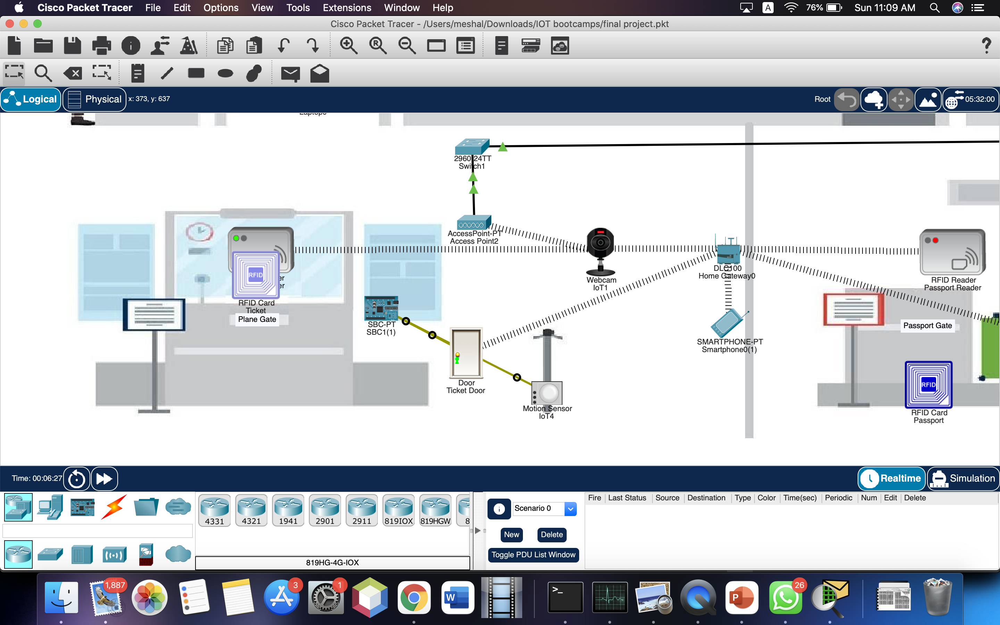 Cisco Packet Tracer File Edit Options View Tools Extensions Window Help A 76% Sun 11:09 AM
Cisco Packet Tracer - /Users/meshal/Downloads/IOT bootcamps/final project.pkt
R
?
Logical Physical x: 373, y: 637 Root 05:32:00
2960-24TT
Switch1
AccessPoint-PT
Access Point2
er
er
RFID
RFID Card
Ticket
Plane Gate
SBC-PT
SBC1(1)
Door
Ticket Door
Webcam
IoT1
Motion Sensor
IoT4
DLC100
Home Gateway0
SMARTPHONE-PT
Smartphone0(1)
RFID Reader
Passport Reader
Passport Gate
RFID
RFID Card
Passport
Time: 00:06:27 Realtime Simulation
4331 4321 1941 2901 2911 819IOX 819HGW 8
819HG-4G-IOX
Scenario 0
New Delete
Toggle PDU List Window
Fire Last Status Source Destination Type Color Time(sec) Periodic Num Edit Delete
1,887 3 1 W >_ P 26